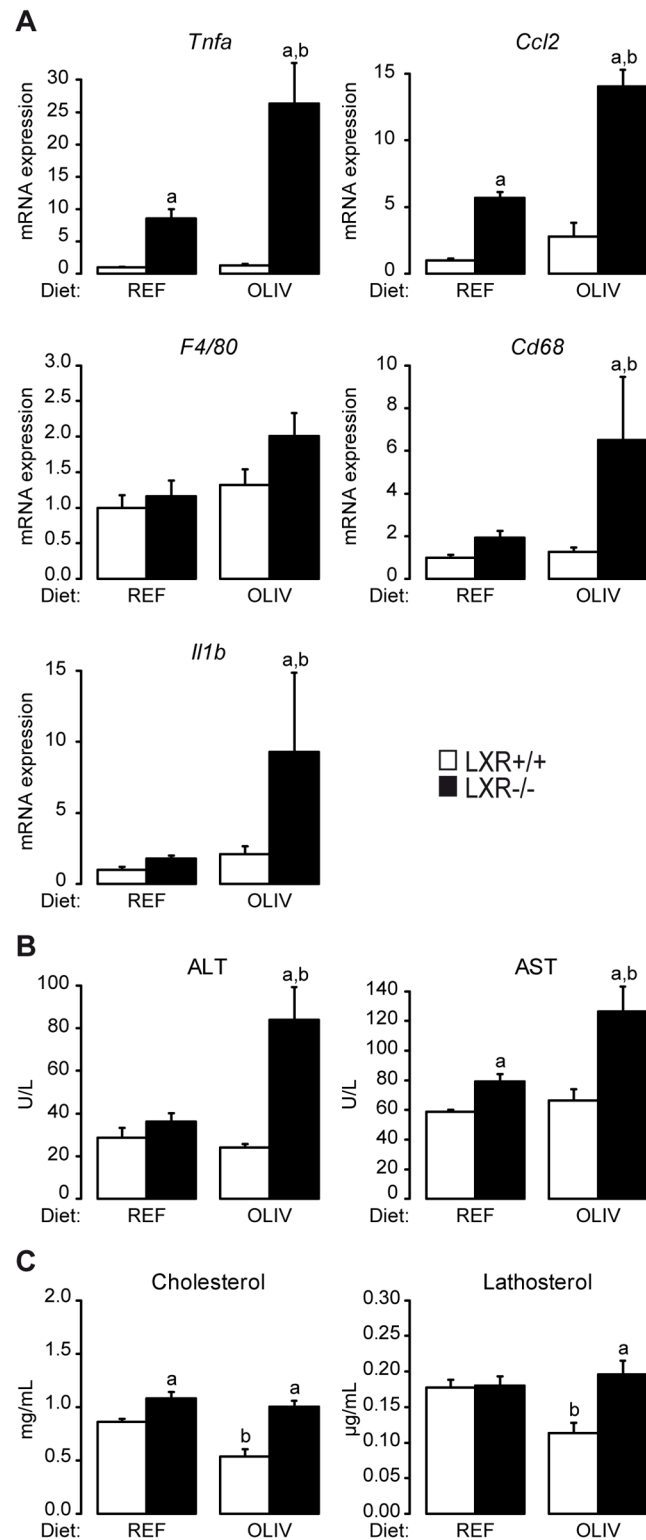 A
Tnfa
mRNA expression
30
25
20
15
10
5
0
a
a,b
Diet:
REF
OLIV
Ccl2
mRNA expression
15
10
5
0
a
a,b
Diet:
REF
OLIV
F4/80
mRNA expression
3.0
2.5
2.0
1.5
1.0
0.5
0.0
Diet:
REF
OLIV
Cd68
mRNA expression
10
8
6
4
2
0
a,b
Diet:
REF
OLIV
Il1b
mRNA expression
15
10
5
0
a,b
Diet:
REF
OLIV
LXR+/+
LXR-/-
B
ALT
U/L
100
80
60
40
20
0
a,b
Diet:
REF
OLIV
AST
U/L
140
120
100
80
60
40
20
0
a
a,b
Diet:
REF
OLIV
C
Cholesterol
mg/mL
2.0
1.5
1.0
0.5
0.0
a
b
a
Diet:
REF
OLIV
Lathosterol
µg/mL
0.30
0.25
0.20
0.15
0.10
0.05
0.00
b
a
Diet:
REF
OLIV